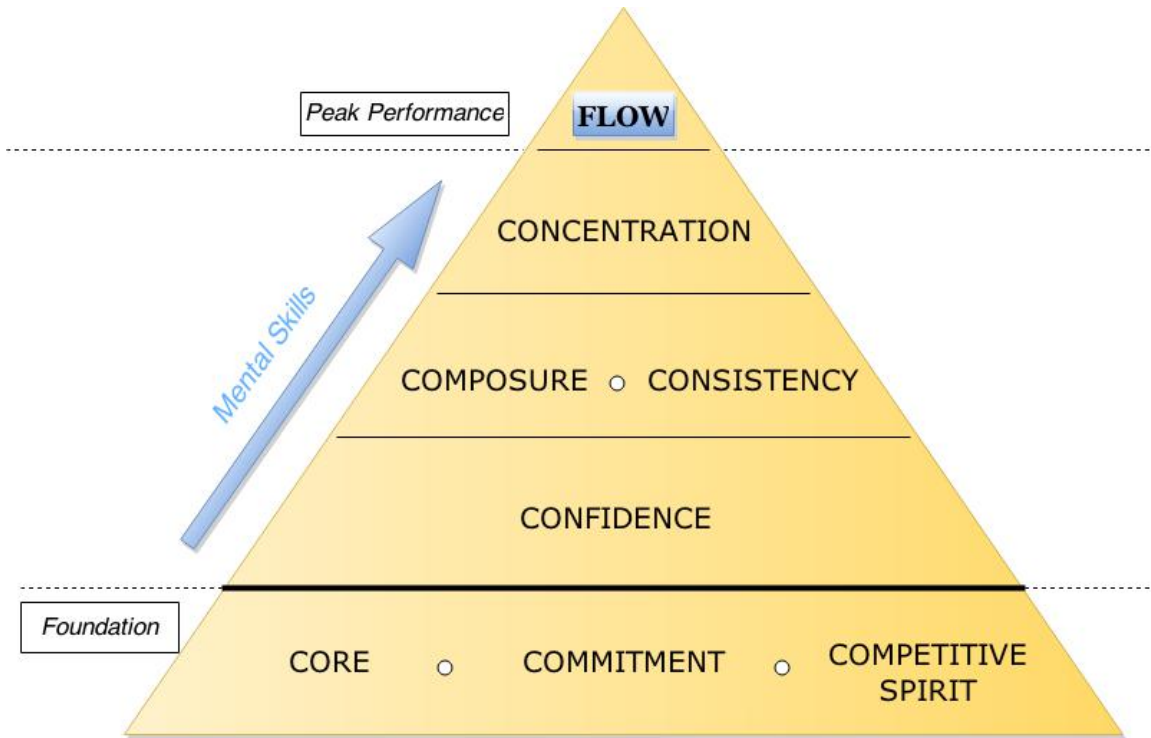 Peak Performance
FLOW
CONCENTRATION
Mental Skills
COMPOSURE CONSISTENCY
CONFIDENCE
Foundation
CORE COMMITMENT COMPETITIVE
SPIRIT